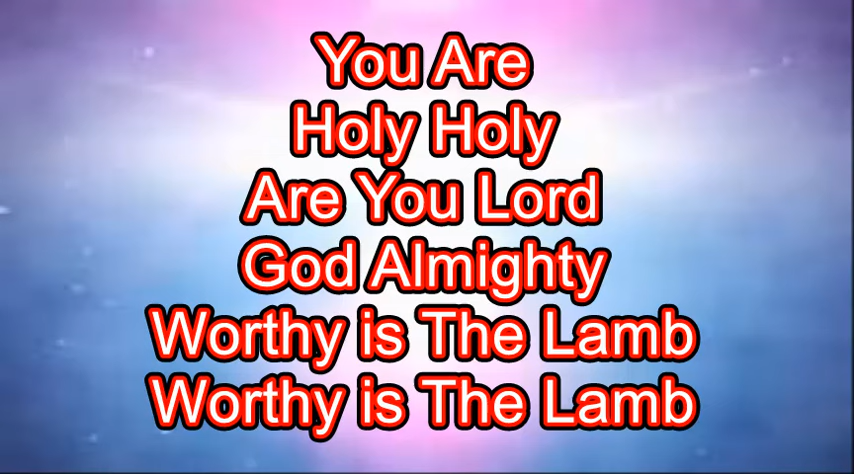 You Are
Holy Holy
Are You Lord
God Almighty
Worthy is The Lamb
Worthy is The Lamb